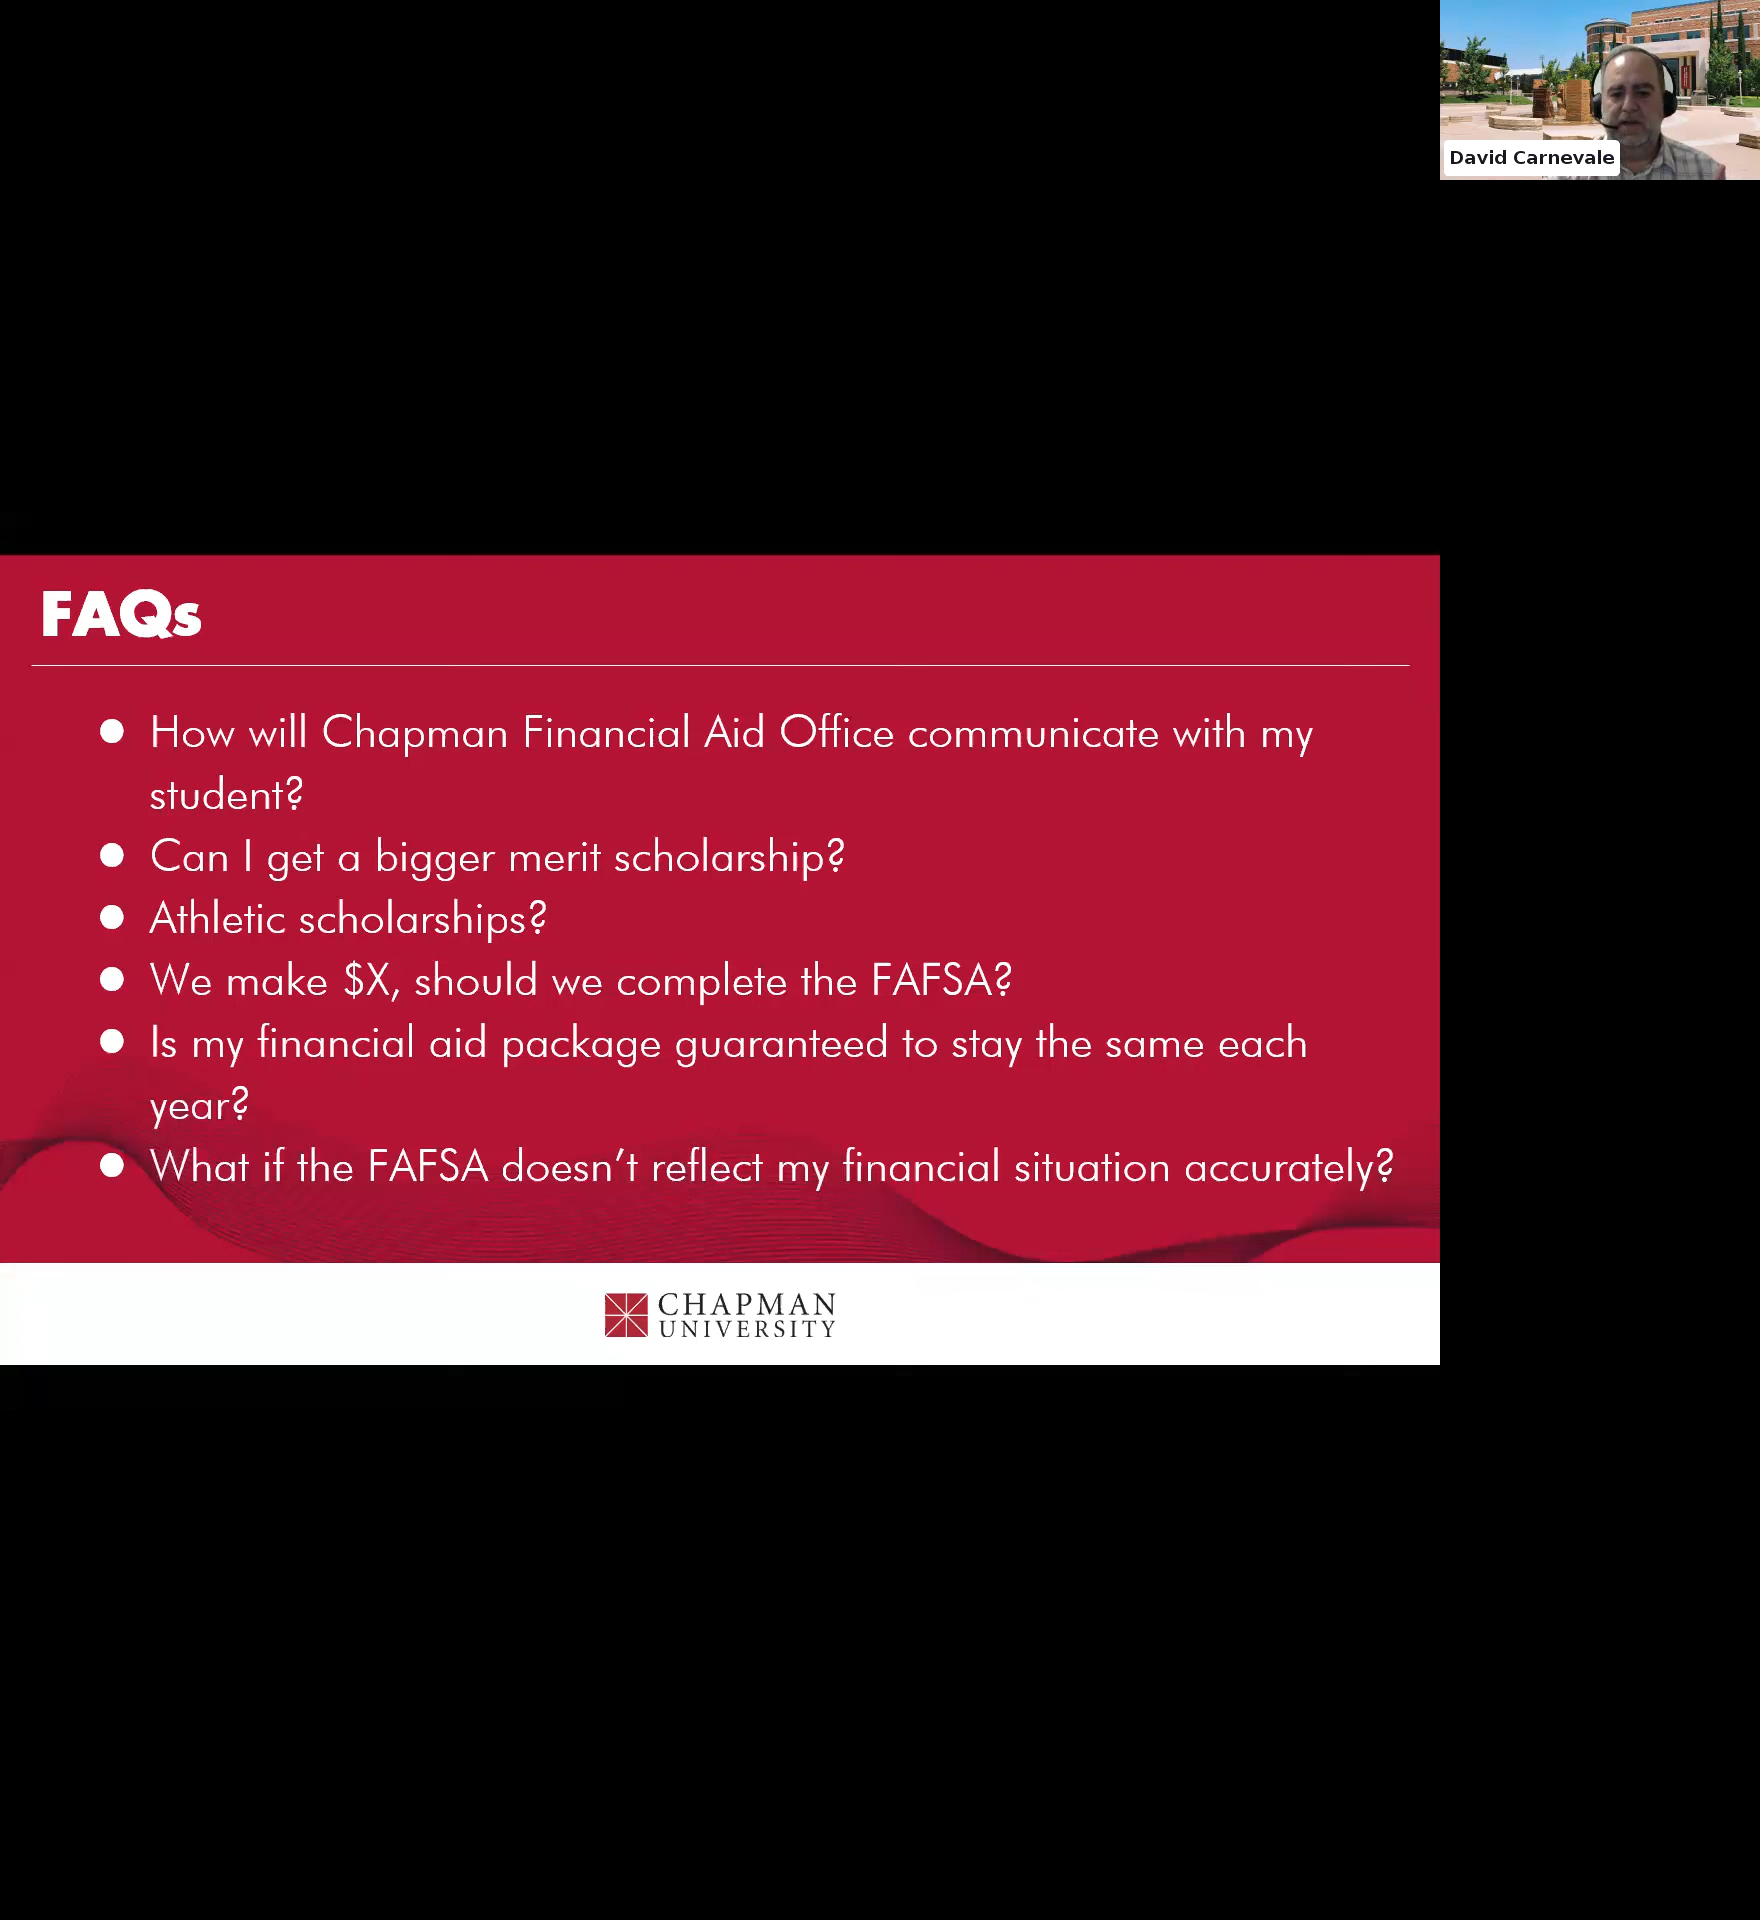 David Carnevale
FAQs
● How will Chapman Financial Aid Office communicate with my
student?
● Can I get a bigger merit scholarship?
● Athletic scholarships?
● We make $X, should we complete the FAFSA?
● Is my financial aid package guaranteed to stay the same each
year?
● What if the FAFSA doesn’t reflect my financial situation accurately?
CHAPMAN
UNIVERSITY